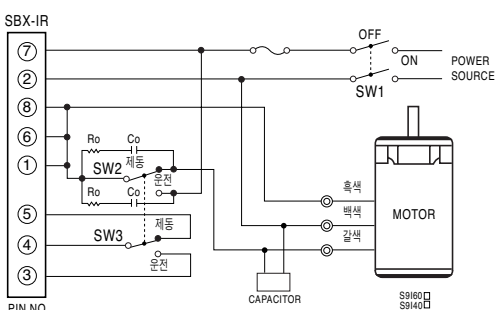 SBX-IR
OFF
⑦
ON
POWER
②
SOURCE
SW1
⑧
Ro
Co
⑥
제동
①
SW2
운전
Ro
Co
흑색
⑤
제동
백색
MOTOR
④
SW3
갈색
운전
③
CAPACITOR
S9I60□
S9I40□
PIN NO